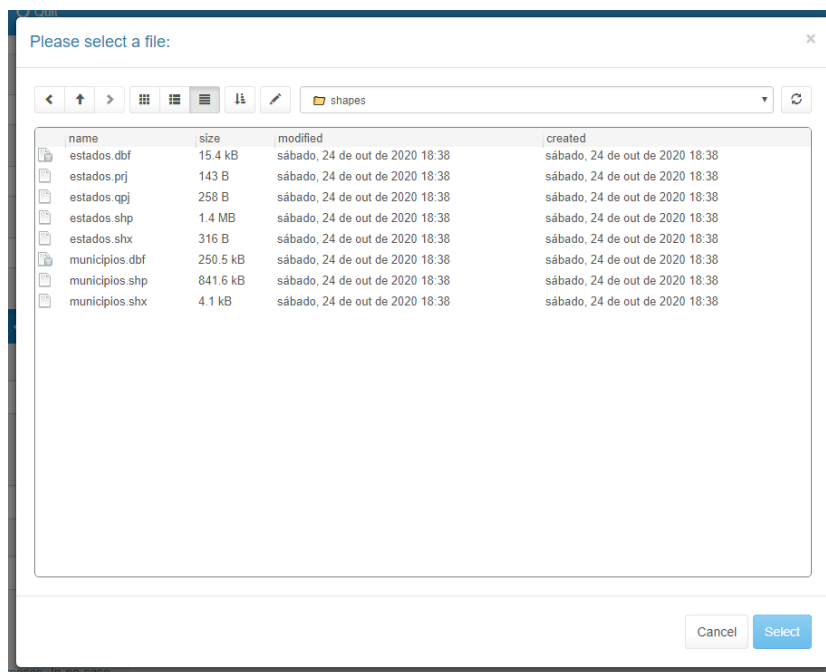 Quit
Please select a file:
×
shapes
name size modified created
estados.dbf 15.4 kB sábado, 24 de out de 2020 18:38 sábado, 24 de out de 2020 18:38
estados.prj 143 B sábado, 24 de out de 2020 18:38 sábado, 24 de out de 2020 18:38
estados.qpj 258 B sábado, 24 de out de 2020 18:38 sábado, 24 de out de 2020 18:38
estados.shp 1.4 MB sábado, 24 de out de 2020 18:38 sábado, 24 de out de 2020 18:38
estados.shx 316 B sábado, 24 de out de 2020 18:38 sábado, 24 de out de 2020 18:38
municipios.dbf 250.5 kB sábado, 24 de out de 2020 18:38 sábado, 24 de out de 2020 18:38
municipios.shp 841.6 kB sábado, 24 de out de 2020 18:38 sábado, 24 de out de 2020 18:38
municipios.shx 4.1 kB sábado, 24 de out de 2020 18:38 sábado, 24 de out de 2020 18:38
Cancel Select